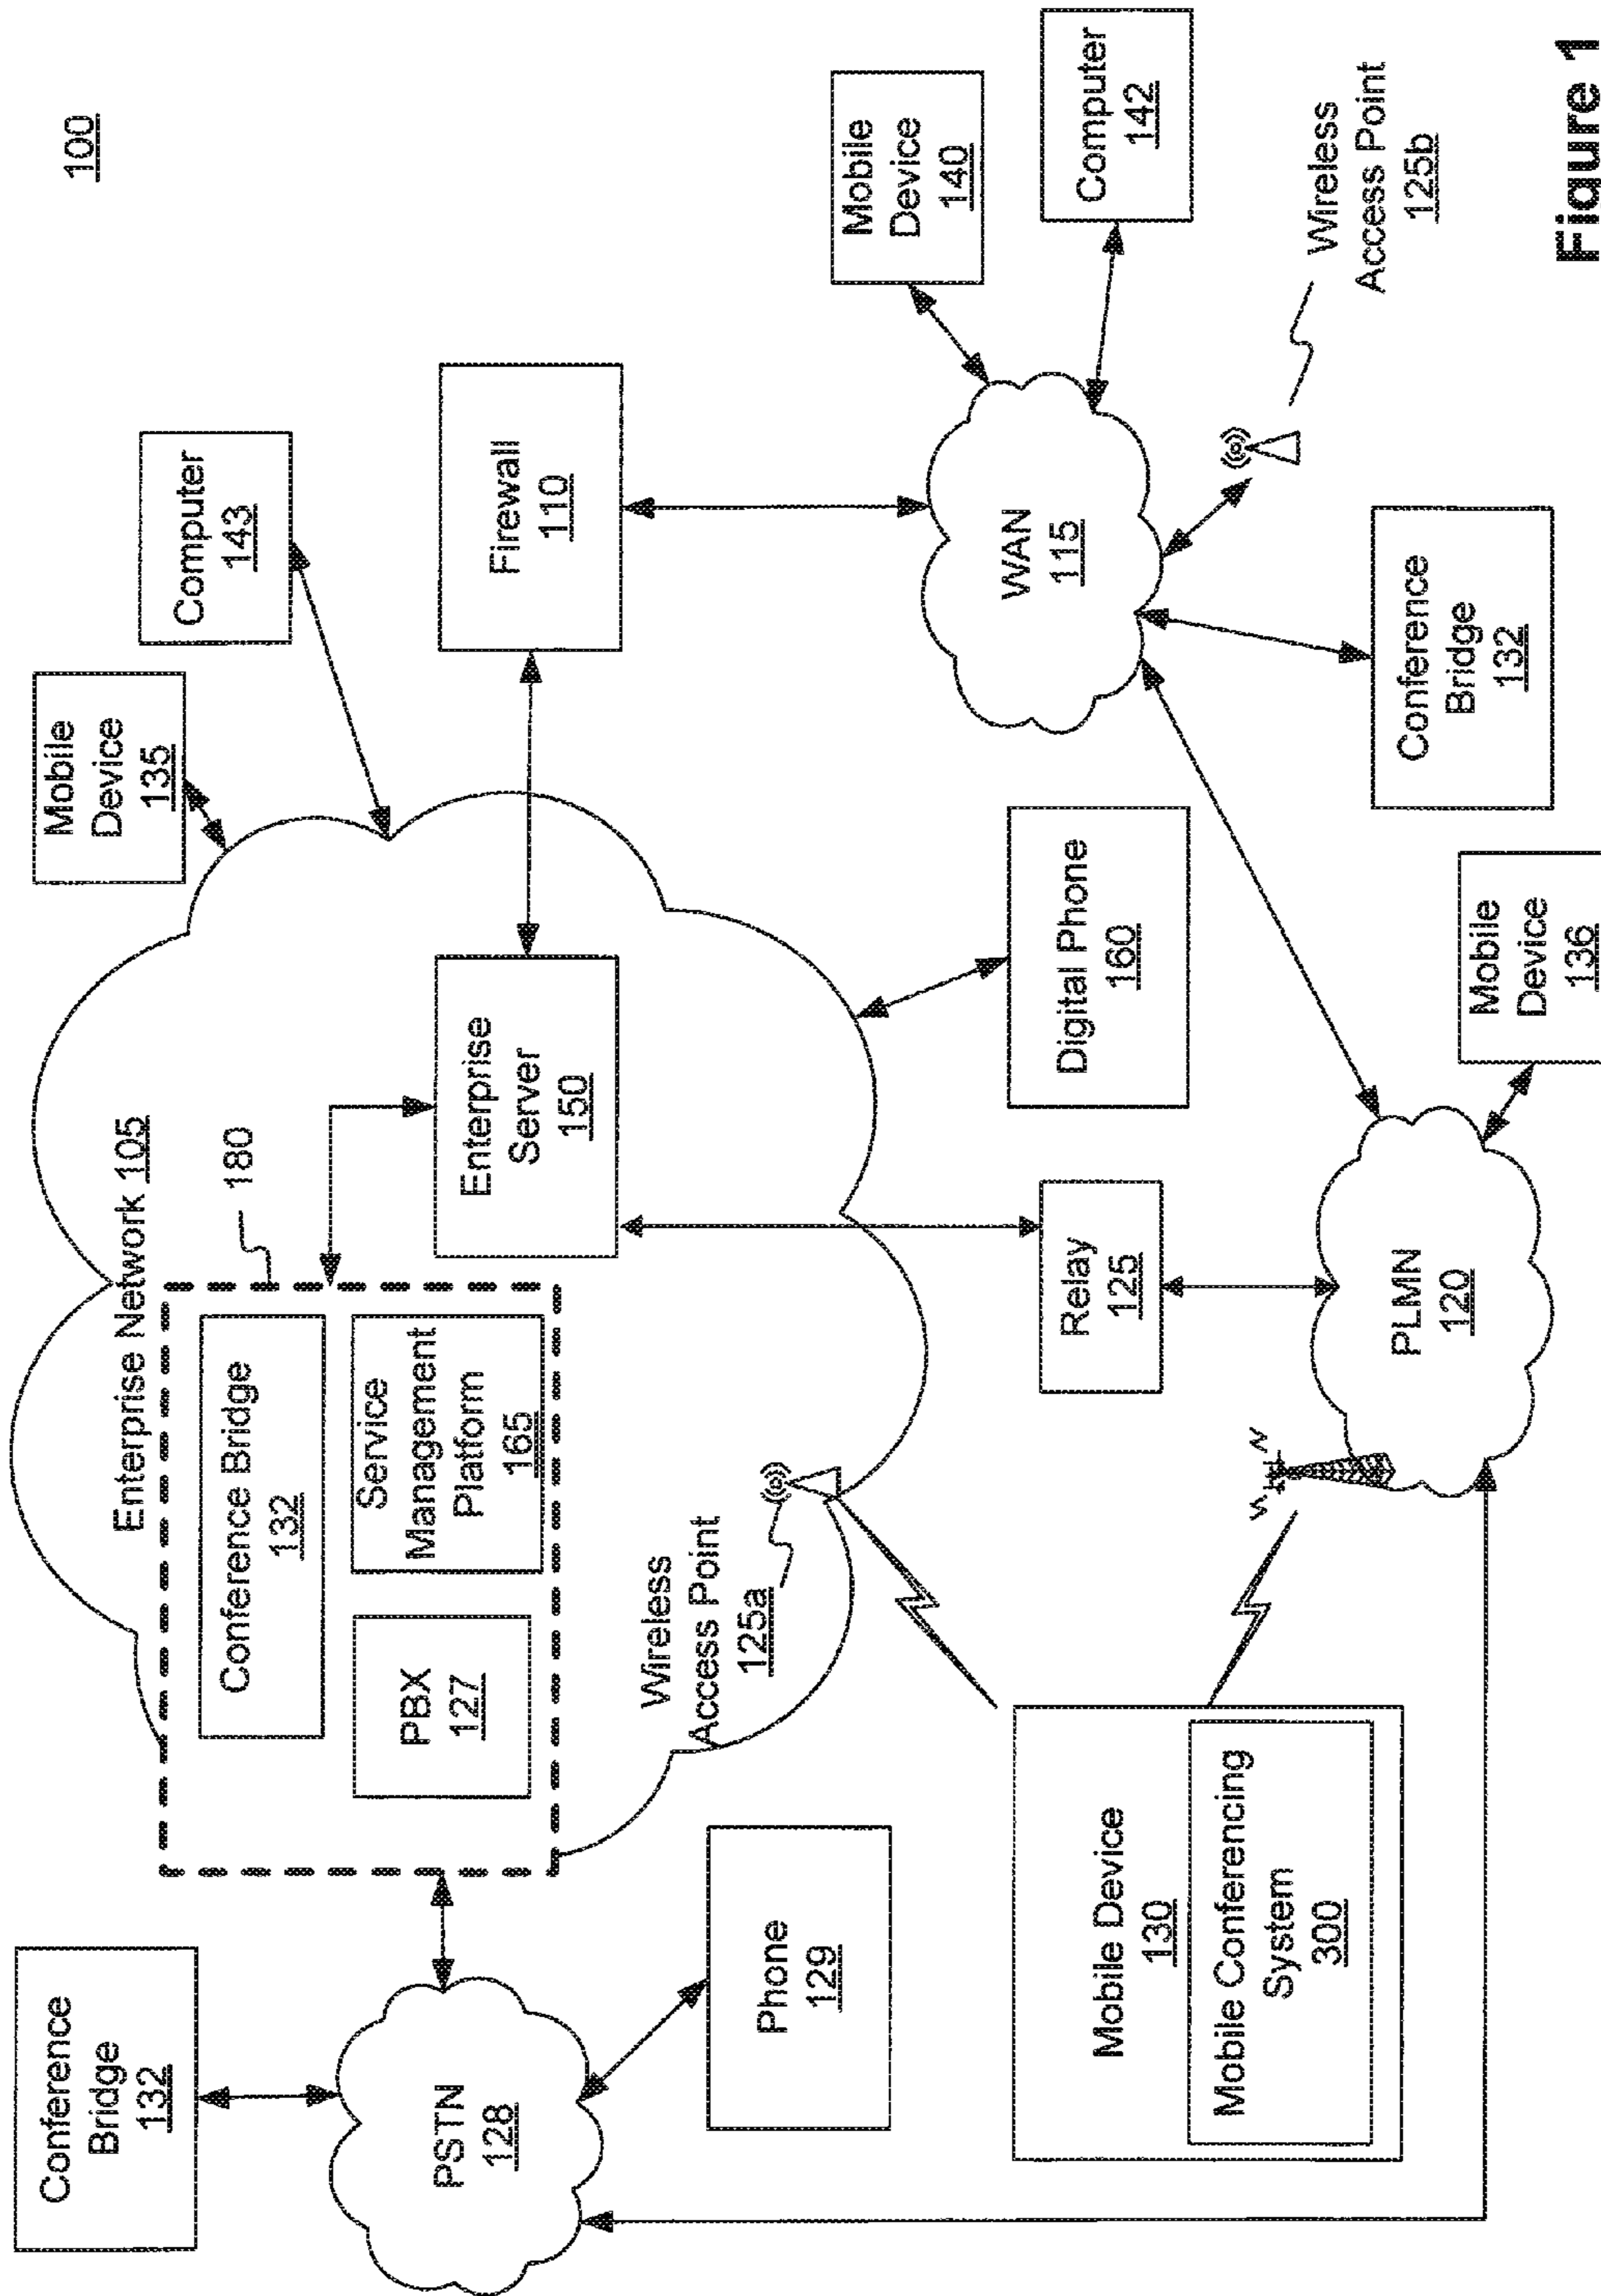 100
Conference
Bridge
132
PSTN
128
Phone
129
Enterprise Network 105
180
Conference Bridge
132
PBX
127
Service
Management
Platform
165
Enterprise
Server
150
Wireless
Access Point
125a
Mobile
Device
135
Computer
143
Firewall
110
Digital Phone
160
Relay
125
Mobile Device
130
Mobile Conferencing
System
300
PLMN
120
Mobile
Device
136
WAN
115
Mobile
Device
140
Computer
142
Wireless
Access Point
125b
Conference
Bridge
132
Figure 1